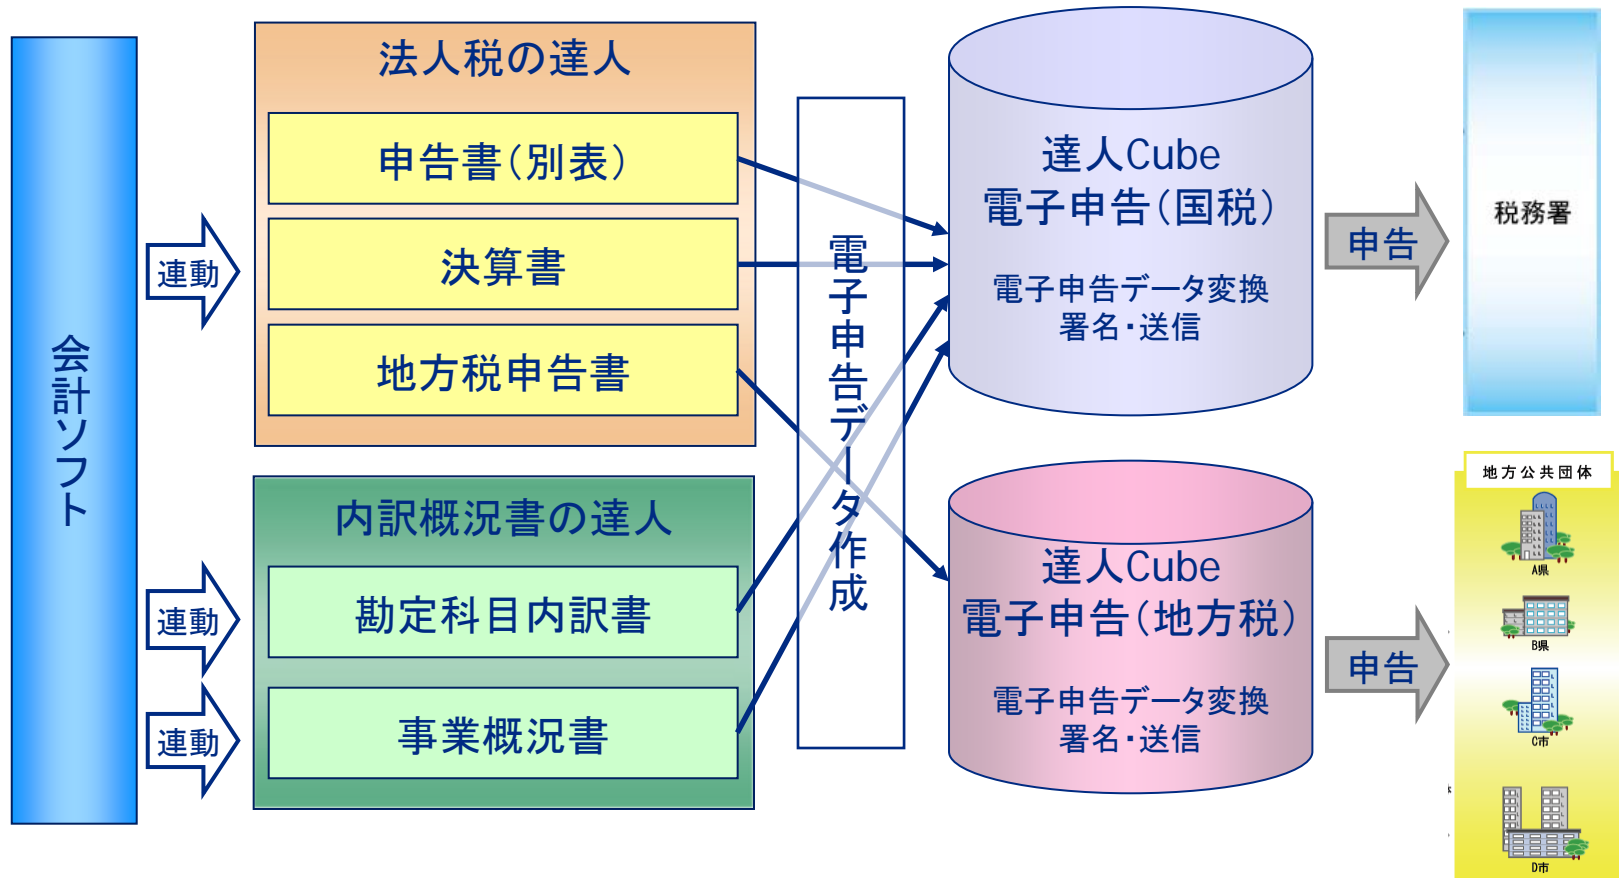 会計ソフト
連動
連動
連動
法人税の達人
申告書（別表）
決算書
地方税申告書
内訳概況書の達人
勘定科目内訳書
事業概況書
電子申告データ作成
達人Cube
電子申告（国税）
電子申告データ変換
署名・送信
達人Cube
電子申告（地方税）
電子申告データ変換
署名・送信
申告
申告
税務署
地方公共団体
A県
B県
C市
D市